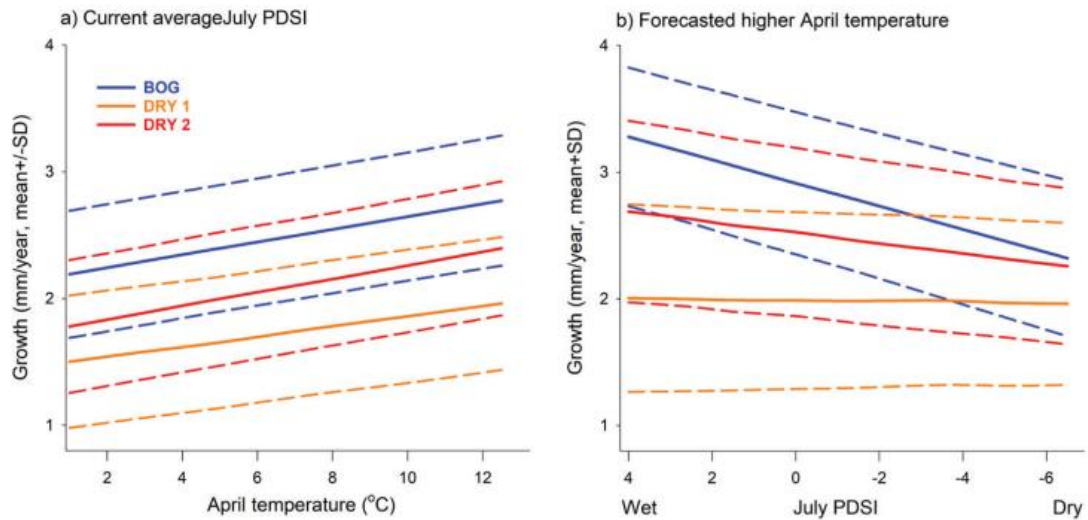 a) Current averageJuly PDSI
4
3
2
1
Growth (mm/year, mean+/-SD)
BOG
DRY 1
DRY 2
2 4 6 8 10 12
April temperature (°C)
b) Forecasted higher April temperature
4
3
2
1
Growth (mm/year, mean+SD)
4 2 0 -2 -4 -6
Wet July PDSI Dry